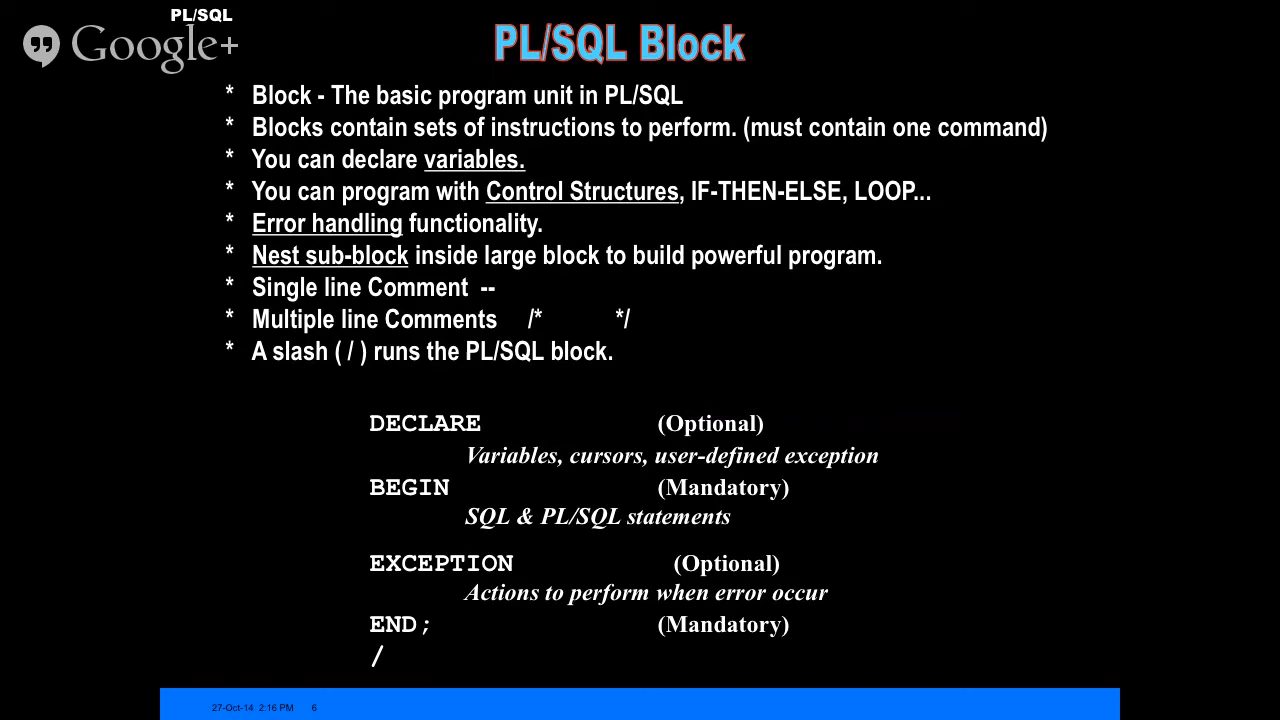 PL/SQL
Google+
PL/SQL Block
* Block - The basic program unit in PL/SQL
* Blocks contain sets of instructions to perform. (must contain one command)
* You can declare variables.
* You can program with Control Structures, IF-THEN-ELSE, LOOP...
* Error handling functionality.
* Nest sub-block inside large block to build powerful program.
* Single line Comment --
* Multiple line Comments /* */
* A slash ( / ) runs the PL/SQL block.
DECLARE (Optional)
Variables, cursors, user-defined exception
BEGIN (Mandatory)
SQL & PL/SQL statements
EXCEPTION (Optional)
Actions to perform when error occur
END; (Mandatory)
/
27-Oct-14 2:16 PM 6